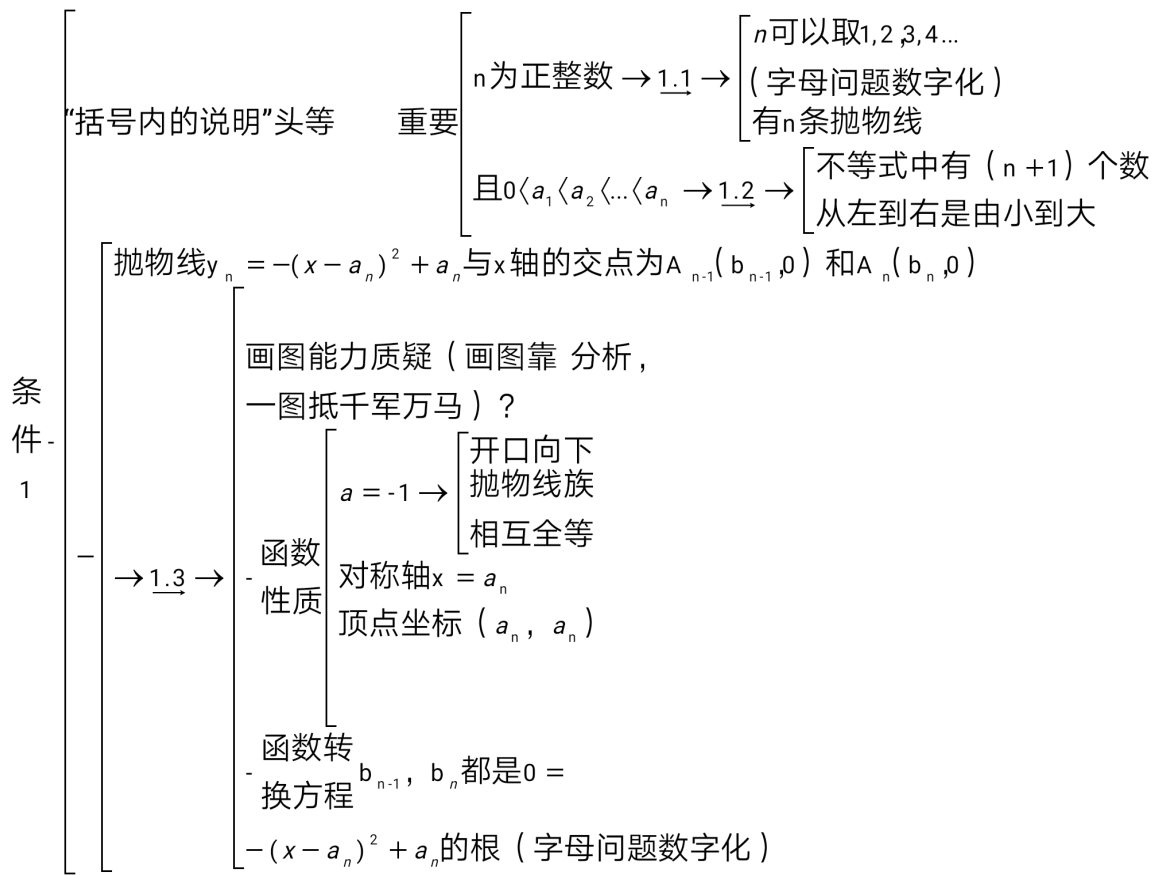 n可以取1,2,3,4…
n为正整数→1.1→
(字母问题数字化)
有n条抛物线
“括号内的说明”头等 重要
不等式中有(n+1)个数
且0〈a₁〈a₂〈…〈aₙ →1.2→
从左到右是由小到大
抛物线yₙ=-(x-aₙ)²+aₙ与x轴的交点为Aₙ₋₁(bₙ₋₁,0)和Aₙ(bₙ,0)
画图能力质疑(画图靠 分析,
一图抵千军万马)?
条
件-
1
开口向下
a=-1→
抛物线族
相互全等
-
→1.3→
-函数
性质
对称轴x=aₙ
顶点坐标(aₙ, aₙ)
-函数转
换方程
bₙ₋₁, bₙ都是0=
-(x-aₙ)²+aₙ的根(字母问题数字化)